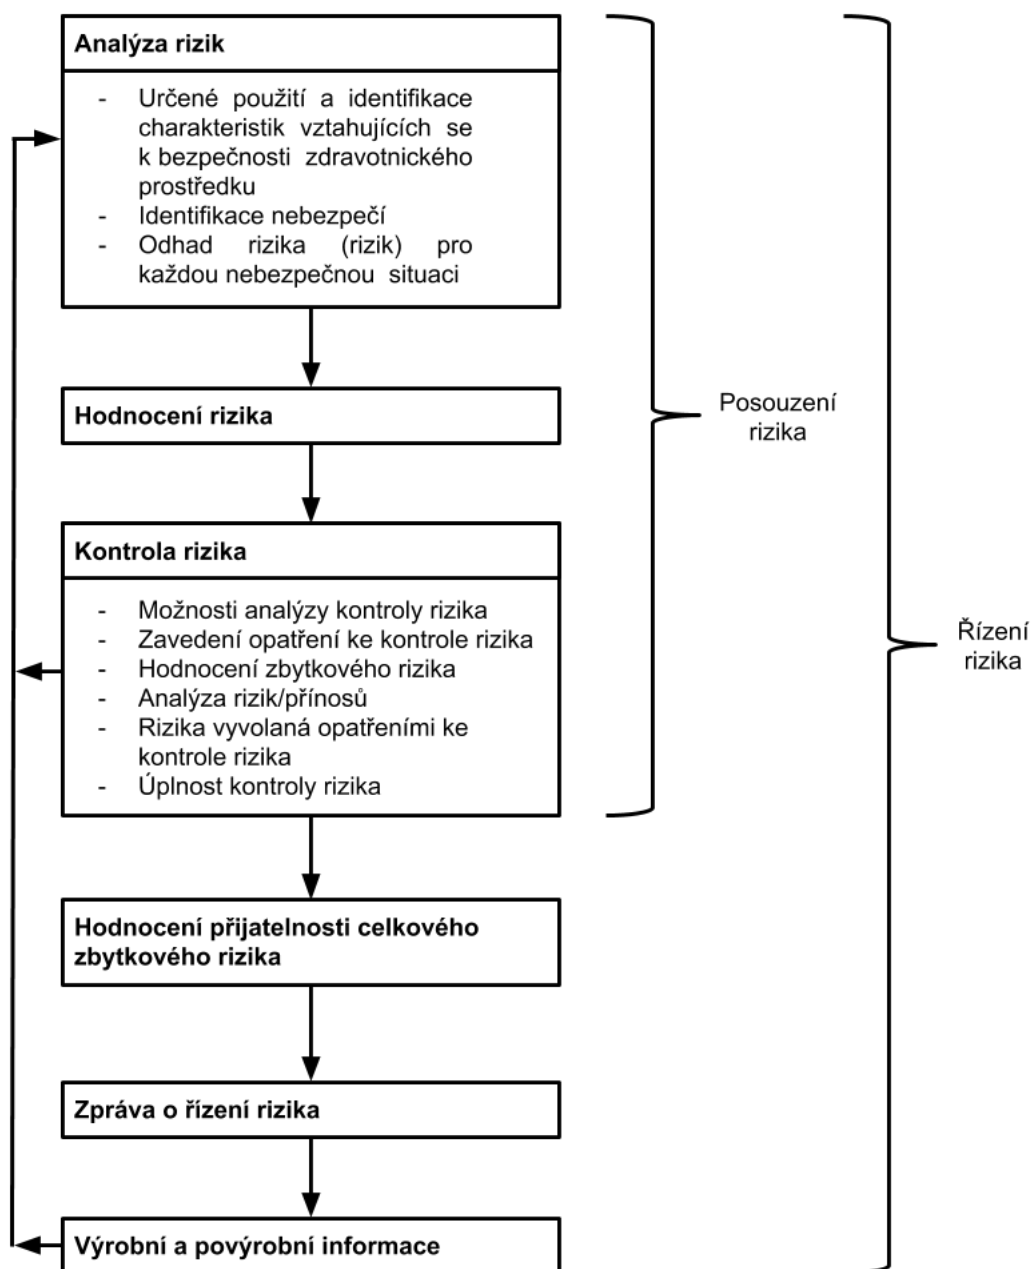 Analýza rizik
- Určené použití a identifikace
charakteristik vztahujících se
k bezpečnosti zdravotnického
prostředku
- Identifikace nebezpečí
- Odhad rizika (rizik) pro
každou nebezpečnou situaci
Hodnocení rizika
Posouzení
rizika
Kontrola rizika
- Možnosti analýzy kontroly rizika
- Zavedení opatření ke kontrole rizika
- Hodnocení zbytkového rizika
- Analýza rizik/přínosů
- Rizika vyvolaná opatřeními ke
kontrole rizika
- Úplnost kontroly rizika
Řízení
rizika
Hodnocení přijatelnosti celkového
zbytkového rizika
Zpráva o řízení rizika
Výrobní a povýrobní informace